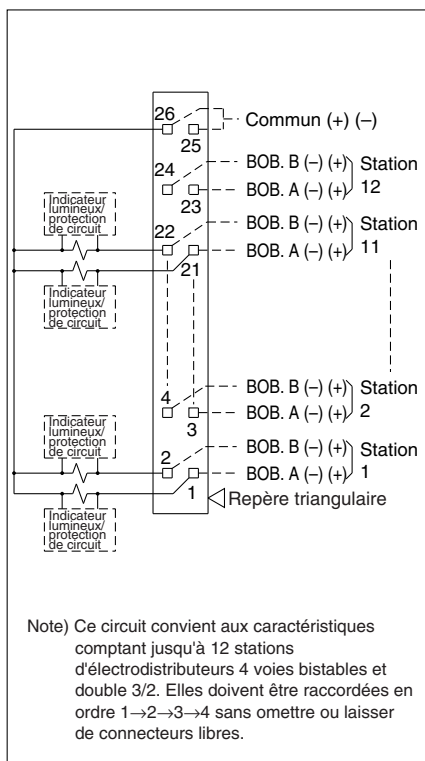 26
Commun (+) (–)
25
24
BOB. B (–) (+)
Station
12
BOB. A (–) (+)
23
Indicateur
lumineux/
protection
de circuit
22
BOB. B (–) (+)
Station
11
BOB. A (–) (+)
21
Indicateur
lumineux/
protection
de circuit
4
BOB. B (–) (+)
Station
2
BOB. A (–) (+)
3
Indicateur
lumineux/
protection
de circuit
2
BOB. B (–) (+)
Station
1
BOB. A (–) (+)
1
Repère triangulaire
Indicateur
lumineux/
protection
de circuit
Note) Ce circuit convient aux caractéristiques
comptant jusqu'à 12 stations
d'électrodistributeurs 4 voies bistables et
double 3/2. Elles doivent être raccordées en
ordre 1→2→3→4 sans omettre ou laisser
de connecteurs libres.